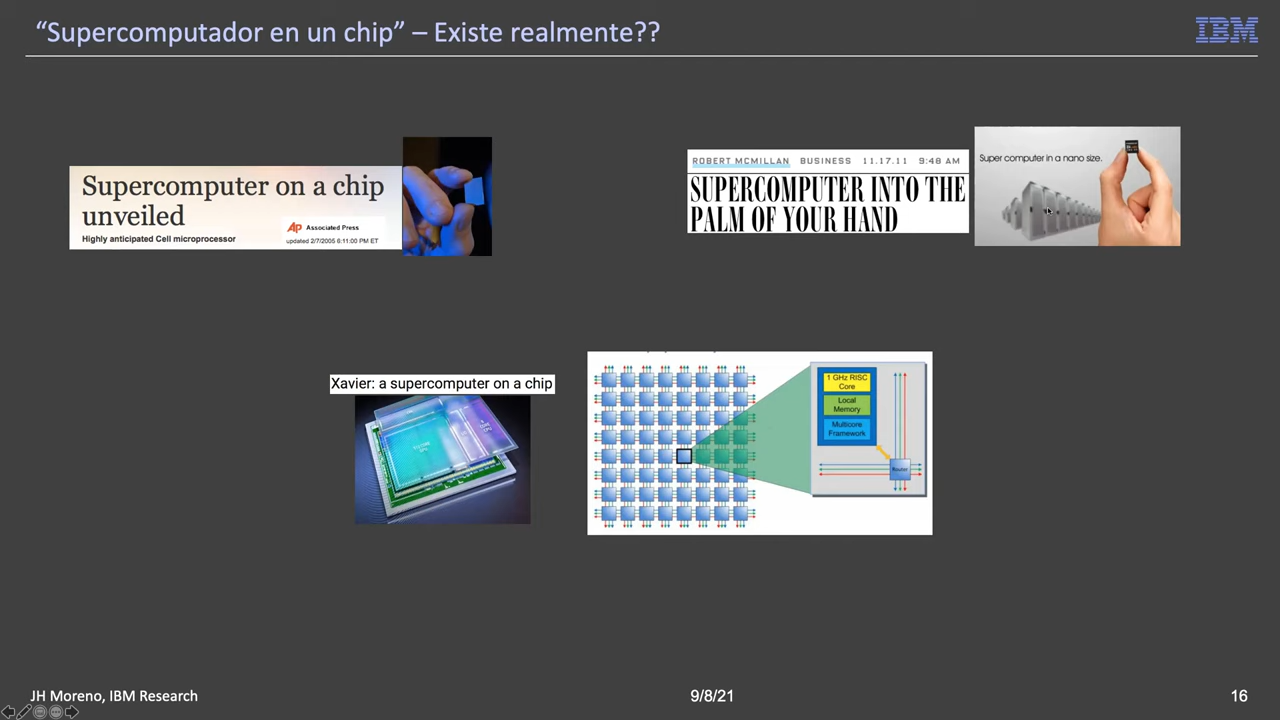 “Supercomputador en un chip” – Existe realmente??
IBM
Supercomputer on a chip
unveiled
AP Associated Press
Highly anticipated Cell microprocessor
updated 2/7/2005 6:11:00 PM ET
ROBERT MCMILLAN BUSINESS 11.17.11 9:48 AM
SUPERCOMPUTER INTO THE
PALM OF YOUR HAND
Super computer in a nano size.
Xavier: a supercomputer on a chip
1 GHz RISC
Core
Local
Memory
Multicore
Framework
Router
JH Moreno, IBM Research
9/8/21
16